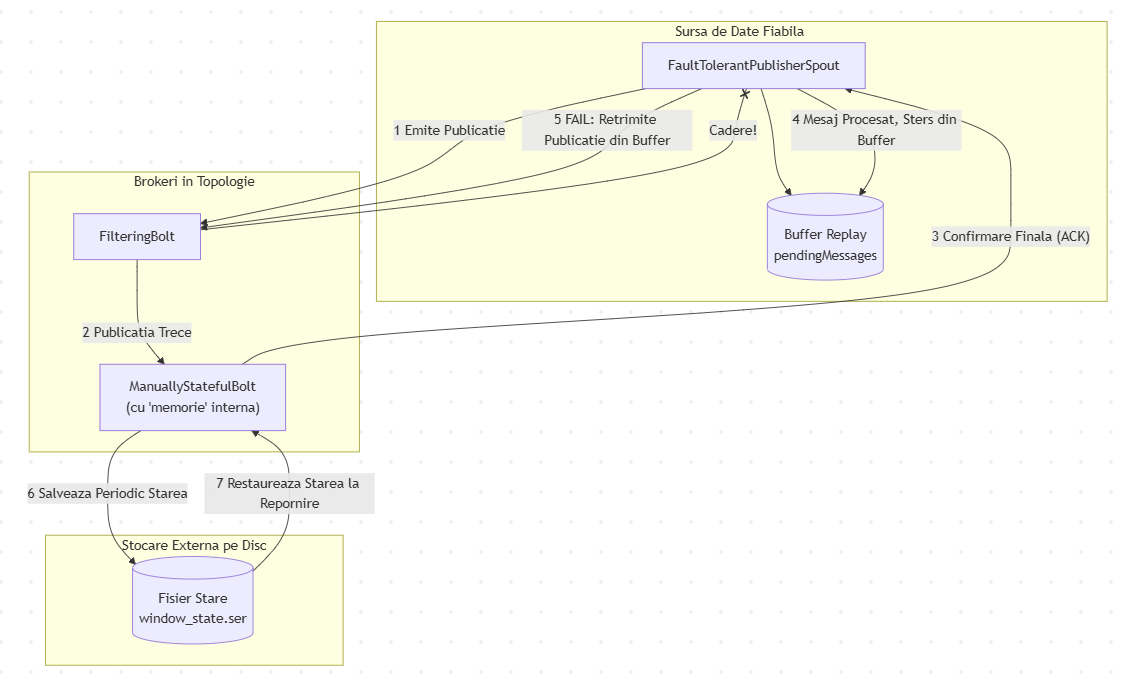 Sursa de Date Fiabila
FaultTolerantPublisherSpout
1 Emite Publicatie
5 FAIL: Retrimite
Publicatie din Buffer
Cadere!
4 Mesaj Procesat, Sters din
Buffer
Buffer Replay
pendingMessages
3 Confirmare Finala (ACK)
Brokeri in Topologie
FilteringBolt
2 Publicatia Trece
ManuallyStatefulBolt
(cu 'memorie' interna)
6 Salveaza Periodic Starea
7 Restaureaza Starea la
Repornire
Stocare Externa pe Disc
Fisier Stare
window_state.ser